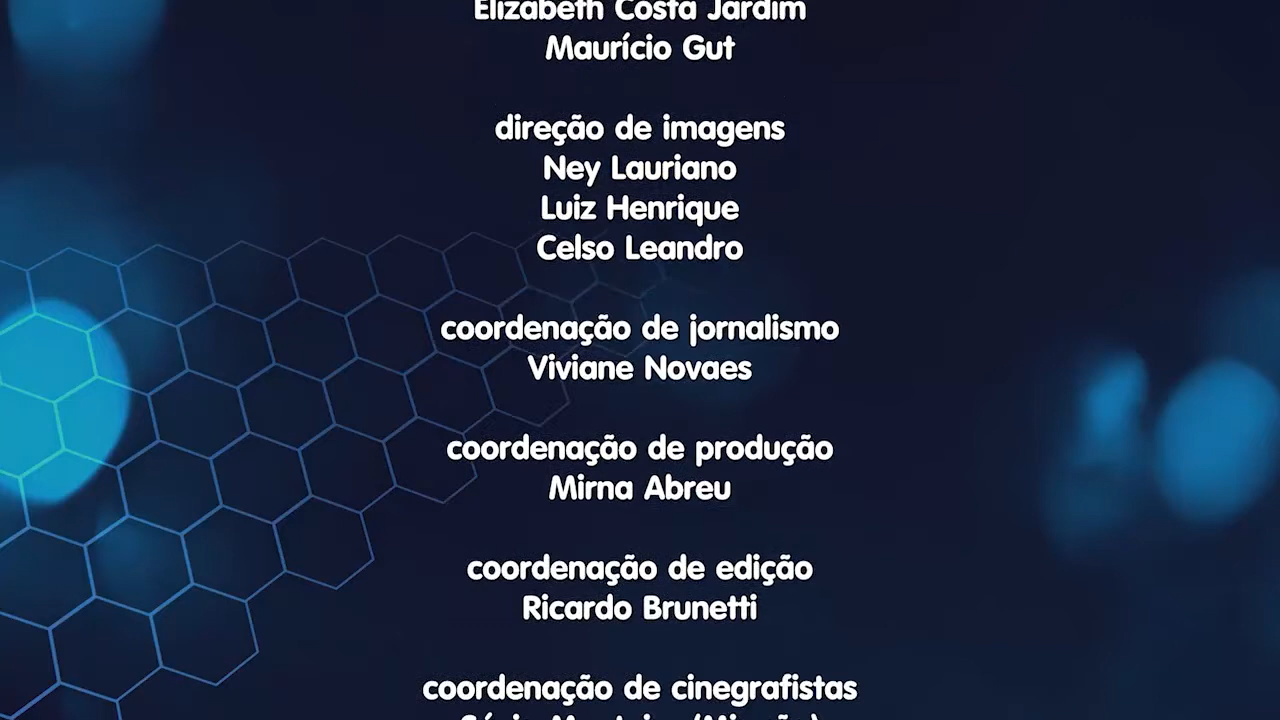 Elizabeth Costa Jardim
Maurício Gut
direção de imagens
Ney Lauriano
Luiz Henrique
Celso Leandro
coordenação de jornalismo
Viviane Novaes
coordenação de produção
Mirna Abreu
coordenação de edição
Ricardo Brunetti
coordenação de cinegrafistas